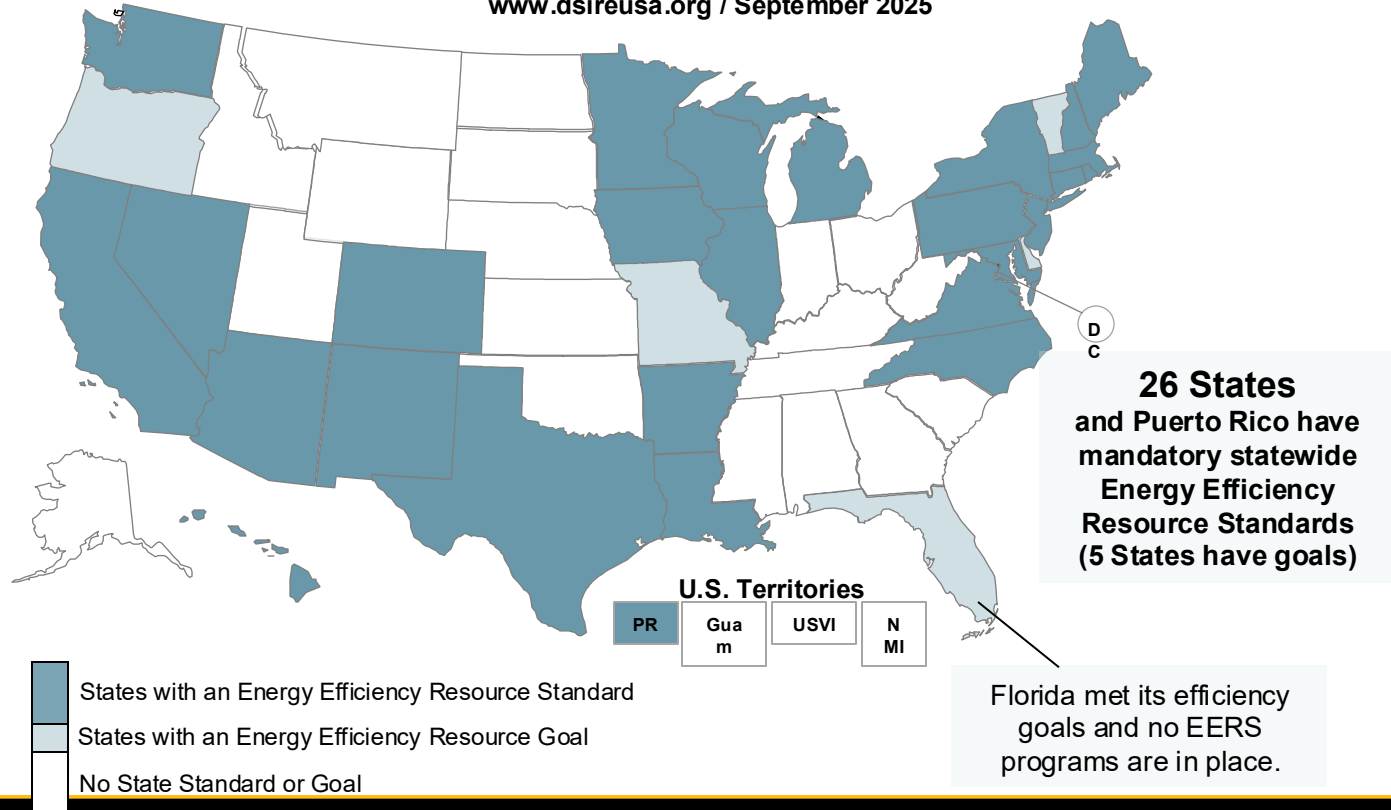 www.dsireusa.org / September 2025
D
C
26 States
and Puerto Rico have
mandatory statewide
Energy Efficiency
Resource Standards
(5 States have goals)
U.S. Territories
PR
Gua
m
USVI
N
MI
Florida met its efficiency
goals and no EERS
programs are in place.
States with an Energy Efficiency Resource Standard
States with an Energy Efficiency Resource Goal
No State Standard or Goal